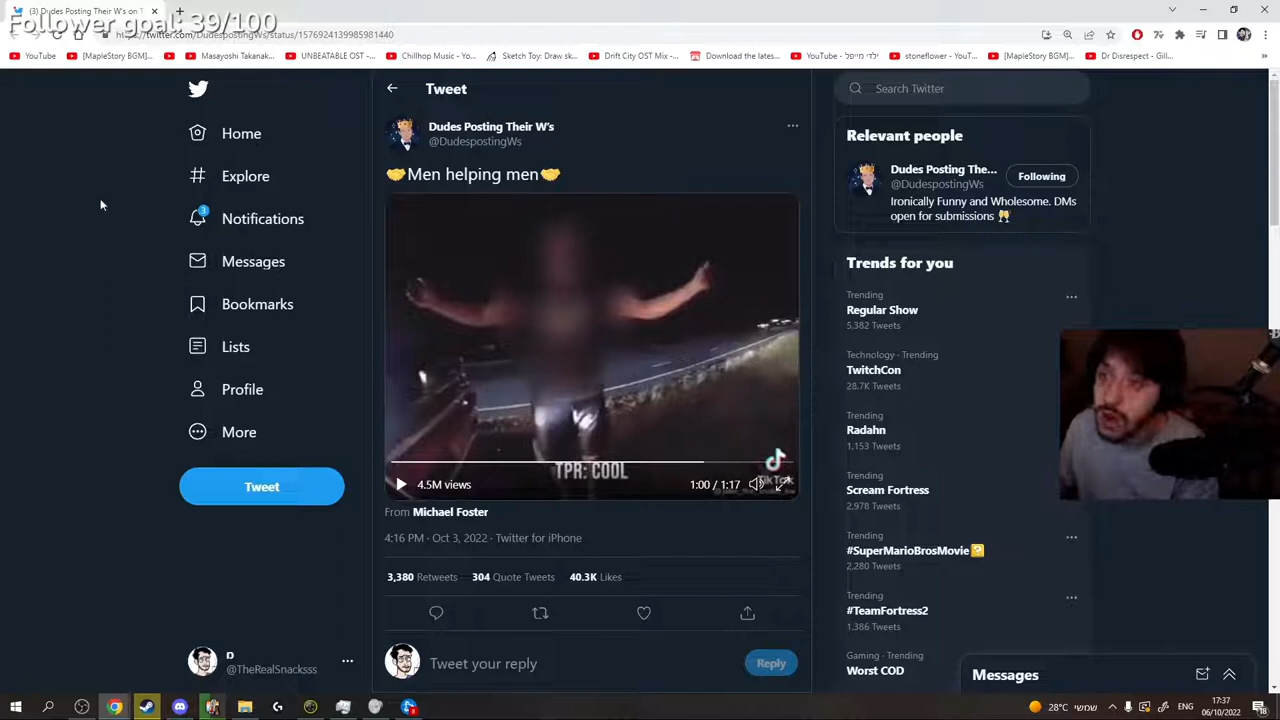 (3) Dudes Posting Their W's on T
Follower goal: 39/100
https://twitter.com/DudespostingWs/status/1576924139985981440
YouTube
[MapleStory BGM]...
Masayoshi Takanak...
UNBEATABLE OST -...
Chillhop Music - Yo...
Sketch Toy: Draw sk...
Drift City OST Mix -...
Download the lates...
ילדי מייפל - YouTube
stoneflower - YouT...
[MapleStory BGM]...
Dr Disrespect - Gill...
Home
Explore
3
Notifications
Messages
Bookmarks
Lists
Profile
More
Tweet
D
@TheRealSnacksss
Tweet
Dudes Posting Their W's
@DudespostingWs
🤝Men helping men🤝
TPR: COOL
TikTok
4.5M views
1:00 / 1:17
From Michael Foster
4:16 PM · Oct 3, 2022 · Twitter for iPhone
3,380 Retweets 304 Quote Tweets 40.3K Likes
Tweet your reply
Reply
Search Twitter
Relevant people
Dudes Posting The...
@DudespostingWs
Following
Ironically Funny and Wholesome. DMs
open for submissions 🥂
Trends for you
Trending
Regular Show
5,382 Tweets
Technology · Trending
TwitchCon
28.7K Tweets
Trending
Radahn
1,153 Tweets
Trending
Scream Fortress
2,978 Tweets
Trending
#SuperMarioBrosMovie
2,280 Tweets
Trending
#TeamFortress2
1,386 Tweets
Gaming · Trending
Worst COD
Messages
28°C שמשי
ENG
17:37
06/10/2022
18